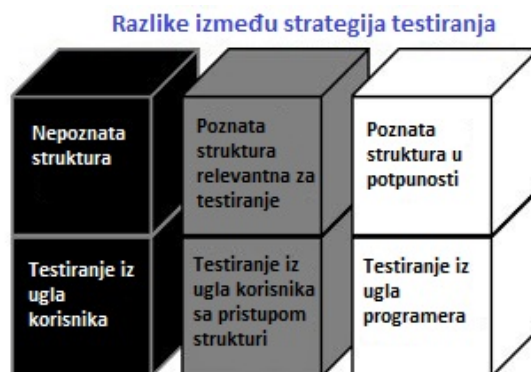 Razlike između strategija testiranja
Nepoznata
struktura
Poznata
struktura
relevantna za
testiranje
Poznata
struktura u
potpunosti
Testiranje iz
ugla
korisnika
Testiranje iz
ugla korisnika
sa pristupom
strukturi
Testiranje iz
ugla
programera